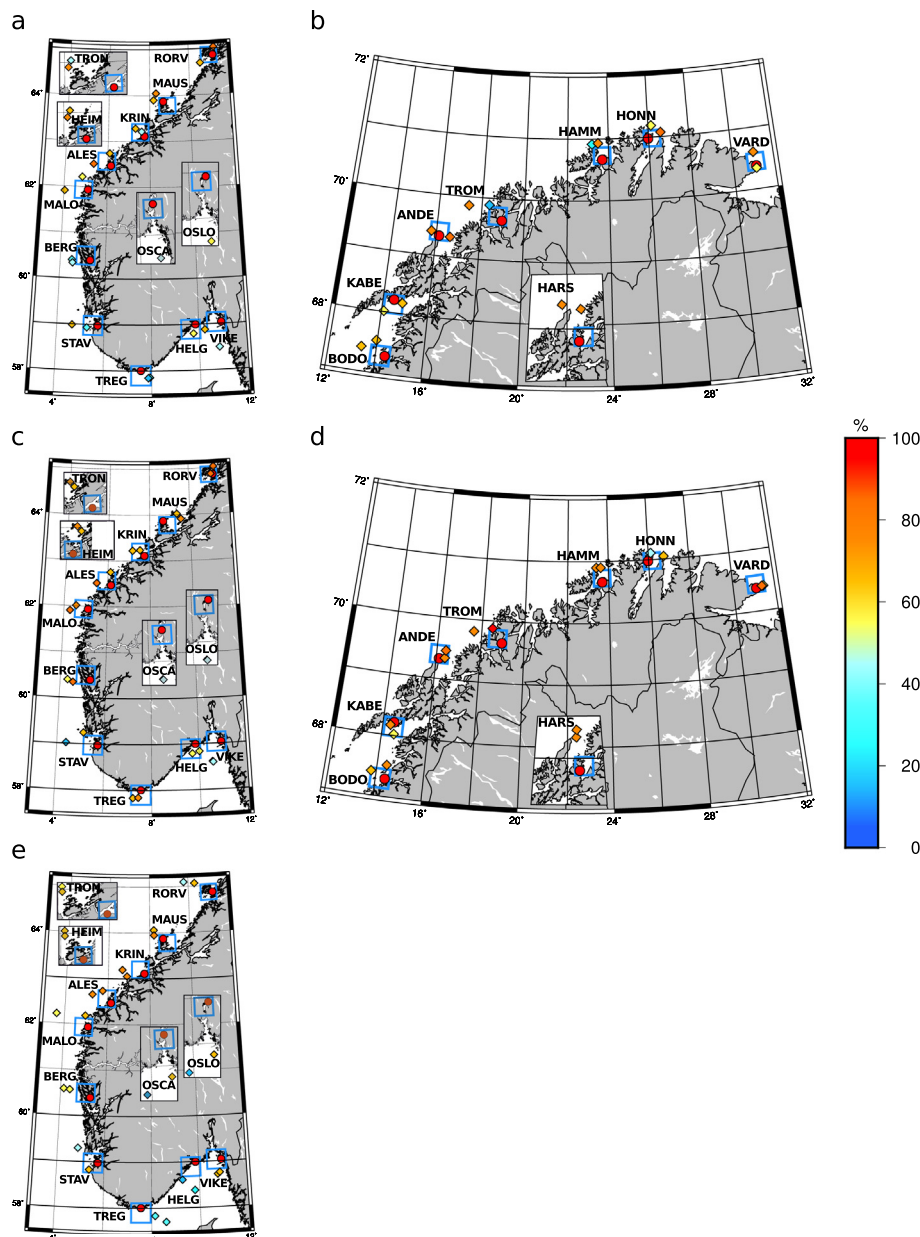 a
TRON
RORV
MAUS
64°
HEIM
KRIN
ALES
62°
MALO
OSCA
OSLO
BERG
60°
STAV
HELG
VIKE
58°
TREG
4°
8°
12°
b
72°
HONN
HAMM
VARD
70°
TROM
ANDE
KABE
HARS
68°
BODO
12°
16°
20°
24°
28°
32°
c
TRON
RORV
MAUS
64°
KRIN
HEIM
ALES
62°
MALO
OSLO
BERG
OSCA
60°
STAV
HELG
VIKE
58°
TREG
4°
8°
12°
d
72°
HONN
HAMM
VARD
70°
TROM
ANDE
KABE
HARS
68°
BODO
12°
16°
20°
24°
28°
32°
%
100
80
60
40
20
0
e
TRON
RORV
MAUS
64°
HEIM
KRIN
ALES
62°
MALO
OSLO
BERG
OSCA
60°
STAV
HELG
VIKE
58°
TREG